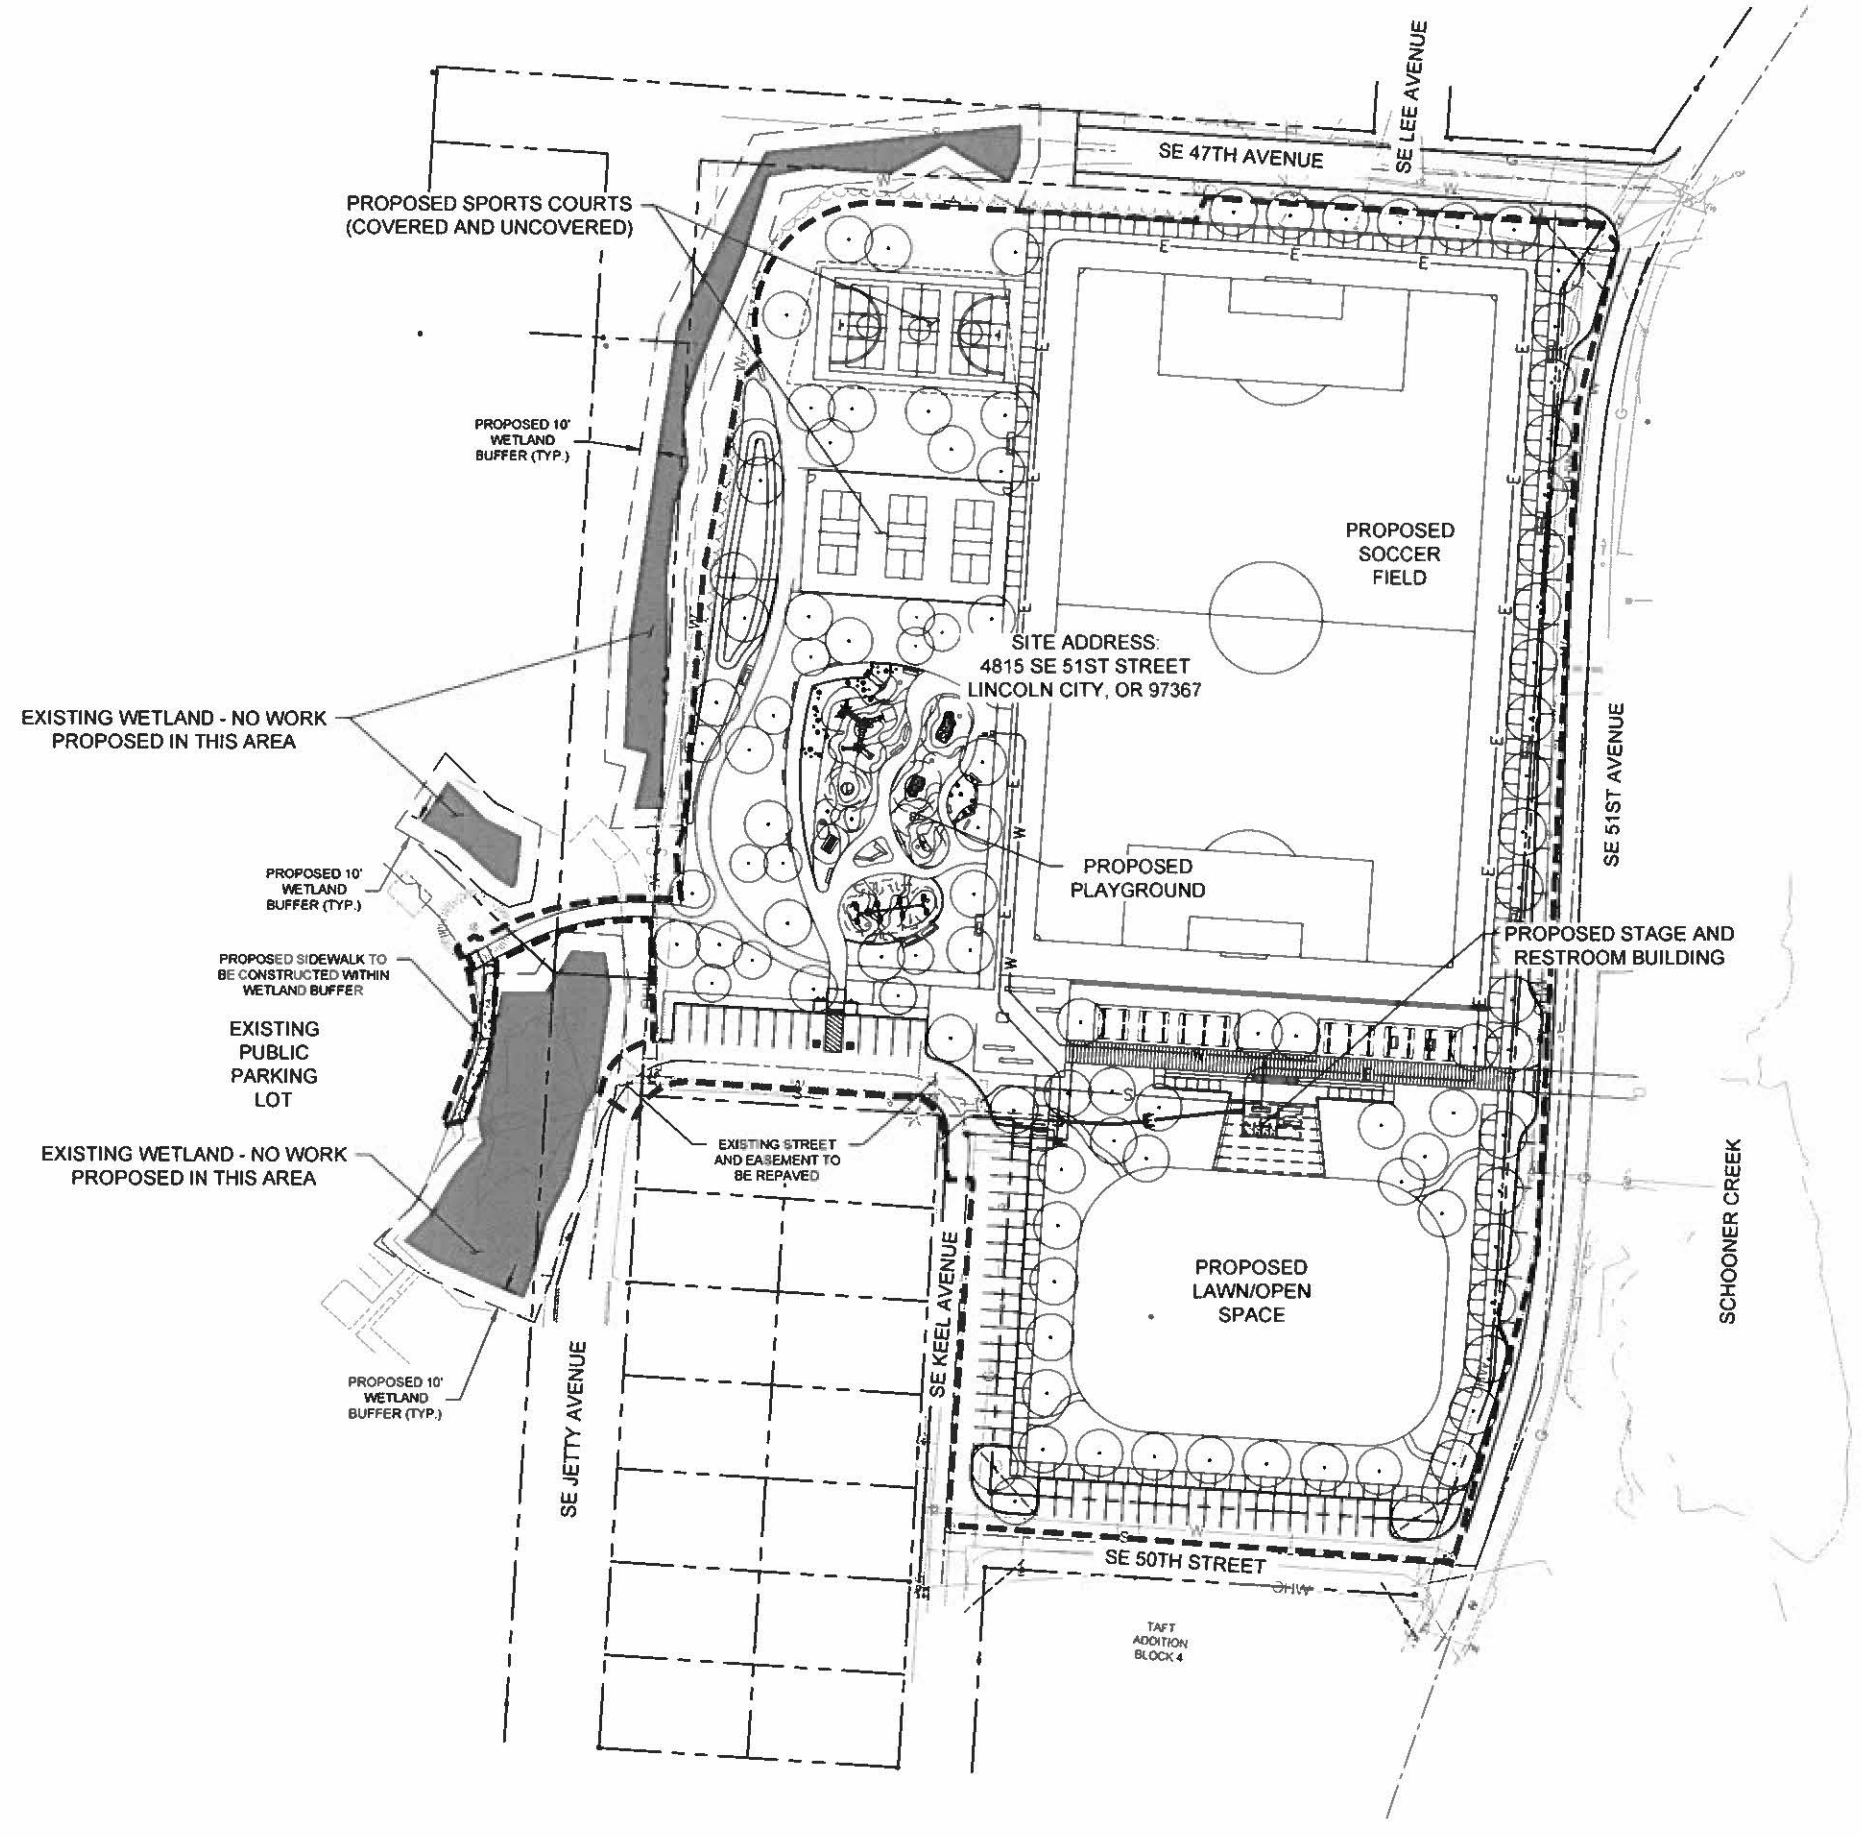 SE LEE AVENUE
SE 47TH AVENUE
PROPOSED SPORTS COURTS
(COVERED AND UNCOVERED)
PROPOSED 10'
WETLAND
BUFFER (TYP.)
PROPOSED
SOCCER
FIELD
SITE ADDRESS:
4815 SE 51ST STREET
LINCOLN CITY, OR 97367
EXISTING WETLAND - NO WORK
PROPOSED IN THIS AREA
SE 51ST AVENUE
PROPOSED 10'
WETLAND
BUFFER (TYP.)
PROPOSED
PLAYGROUND
PROPOSED STAGE AND
RESTROOM BUILDING
PROPOSED SIDEWALK TO
BE CONSTRUCTED WITHIN
WETLAND BUFFER
EXISTING
PUBLIC
PARKING
LOT
EXISTING STREET
AND EASEMENT TO
BE REPAVED
EXISTING WETLAND - NO WORK
PROPOSED IN THIS AREA
SCHOONER CREEK
PROPOSED
LAWN/OPEN
SPACE
SE KEEL AVENUE
PROPOSED 10'
WETLAND
BUFFER (TYP.)
SE JETTY AVENUE
SE 50TH STREET
OHW
TAFT
ADDITION
BLOCK 4